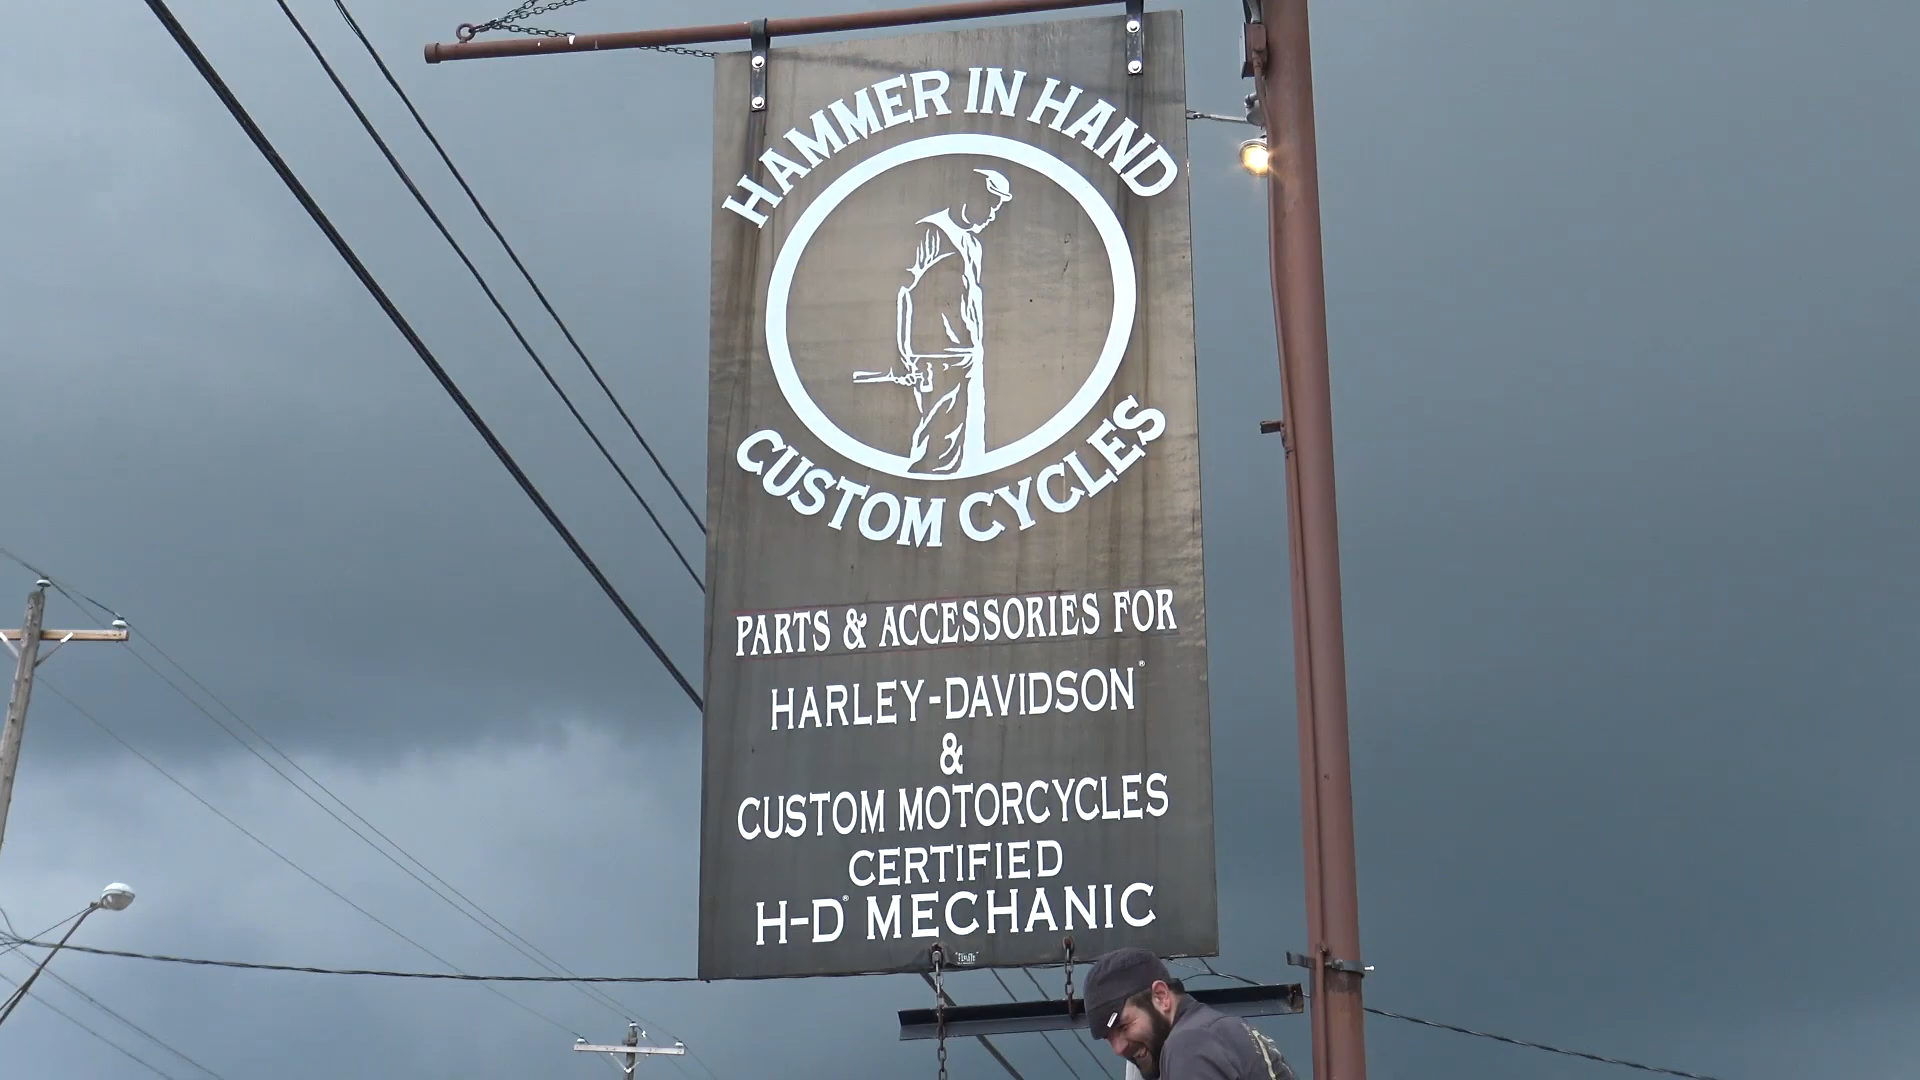 HAMMER IN HAND
CUSTOM CYCLES
PARTS & ACCESSORIES FOR
HARLEY-DAVIDSON®
&
CUSTOM MOTORCYCLES
CERTIFIED
H-D® MECHANIC